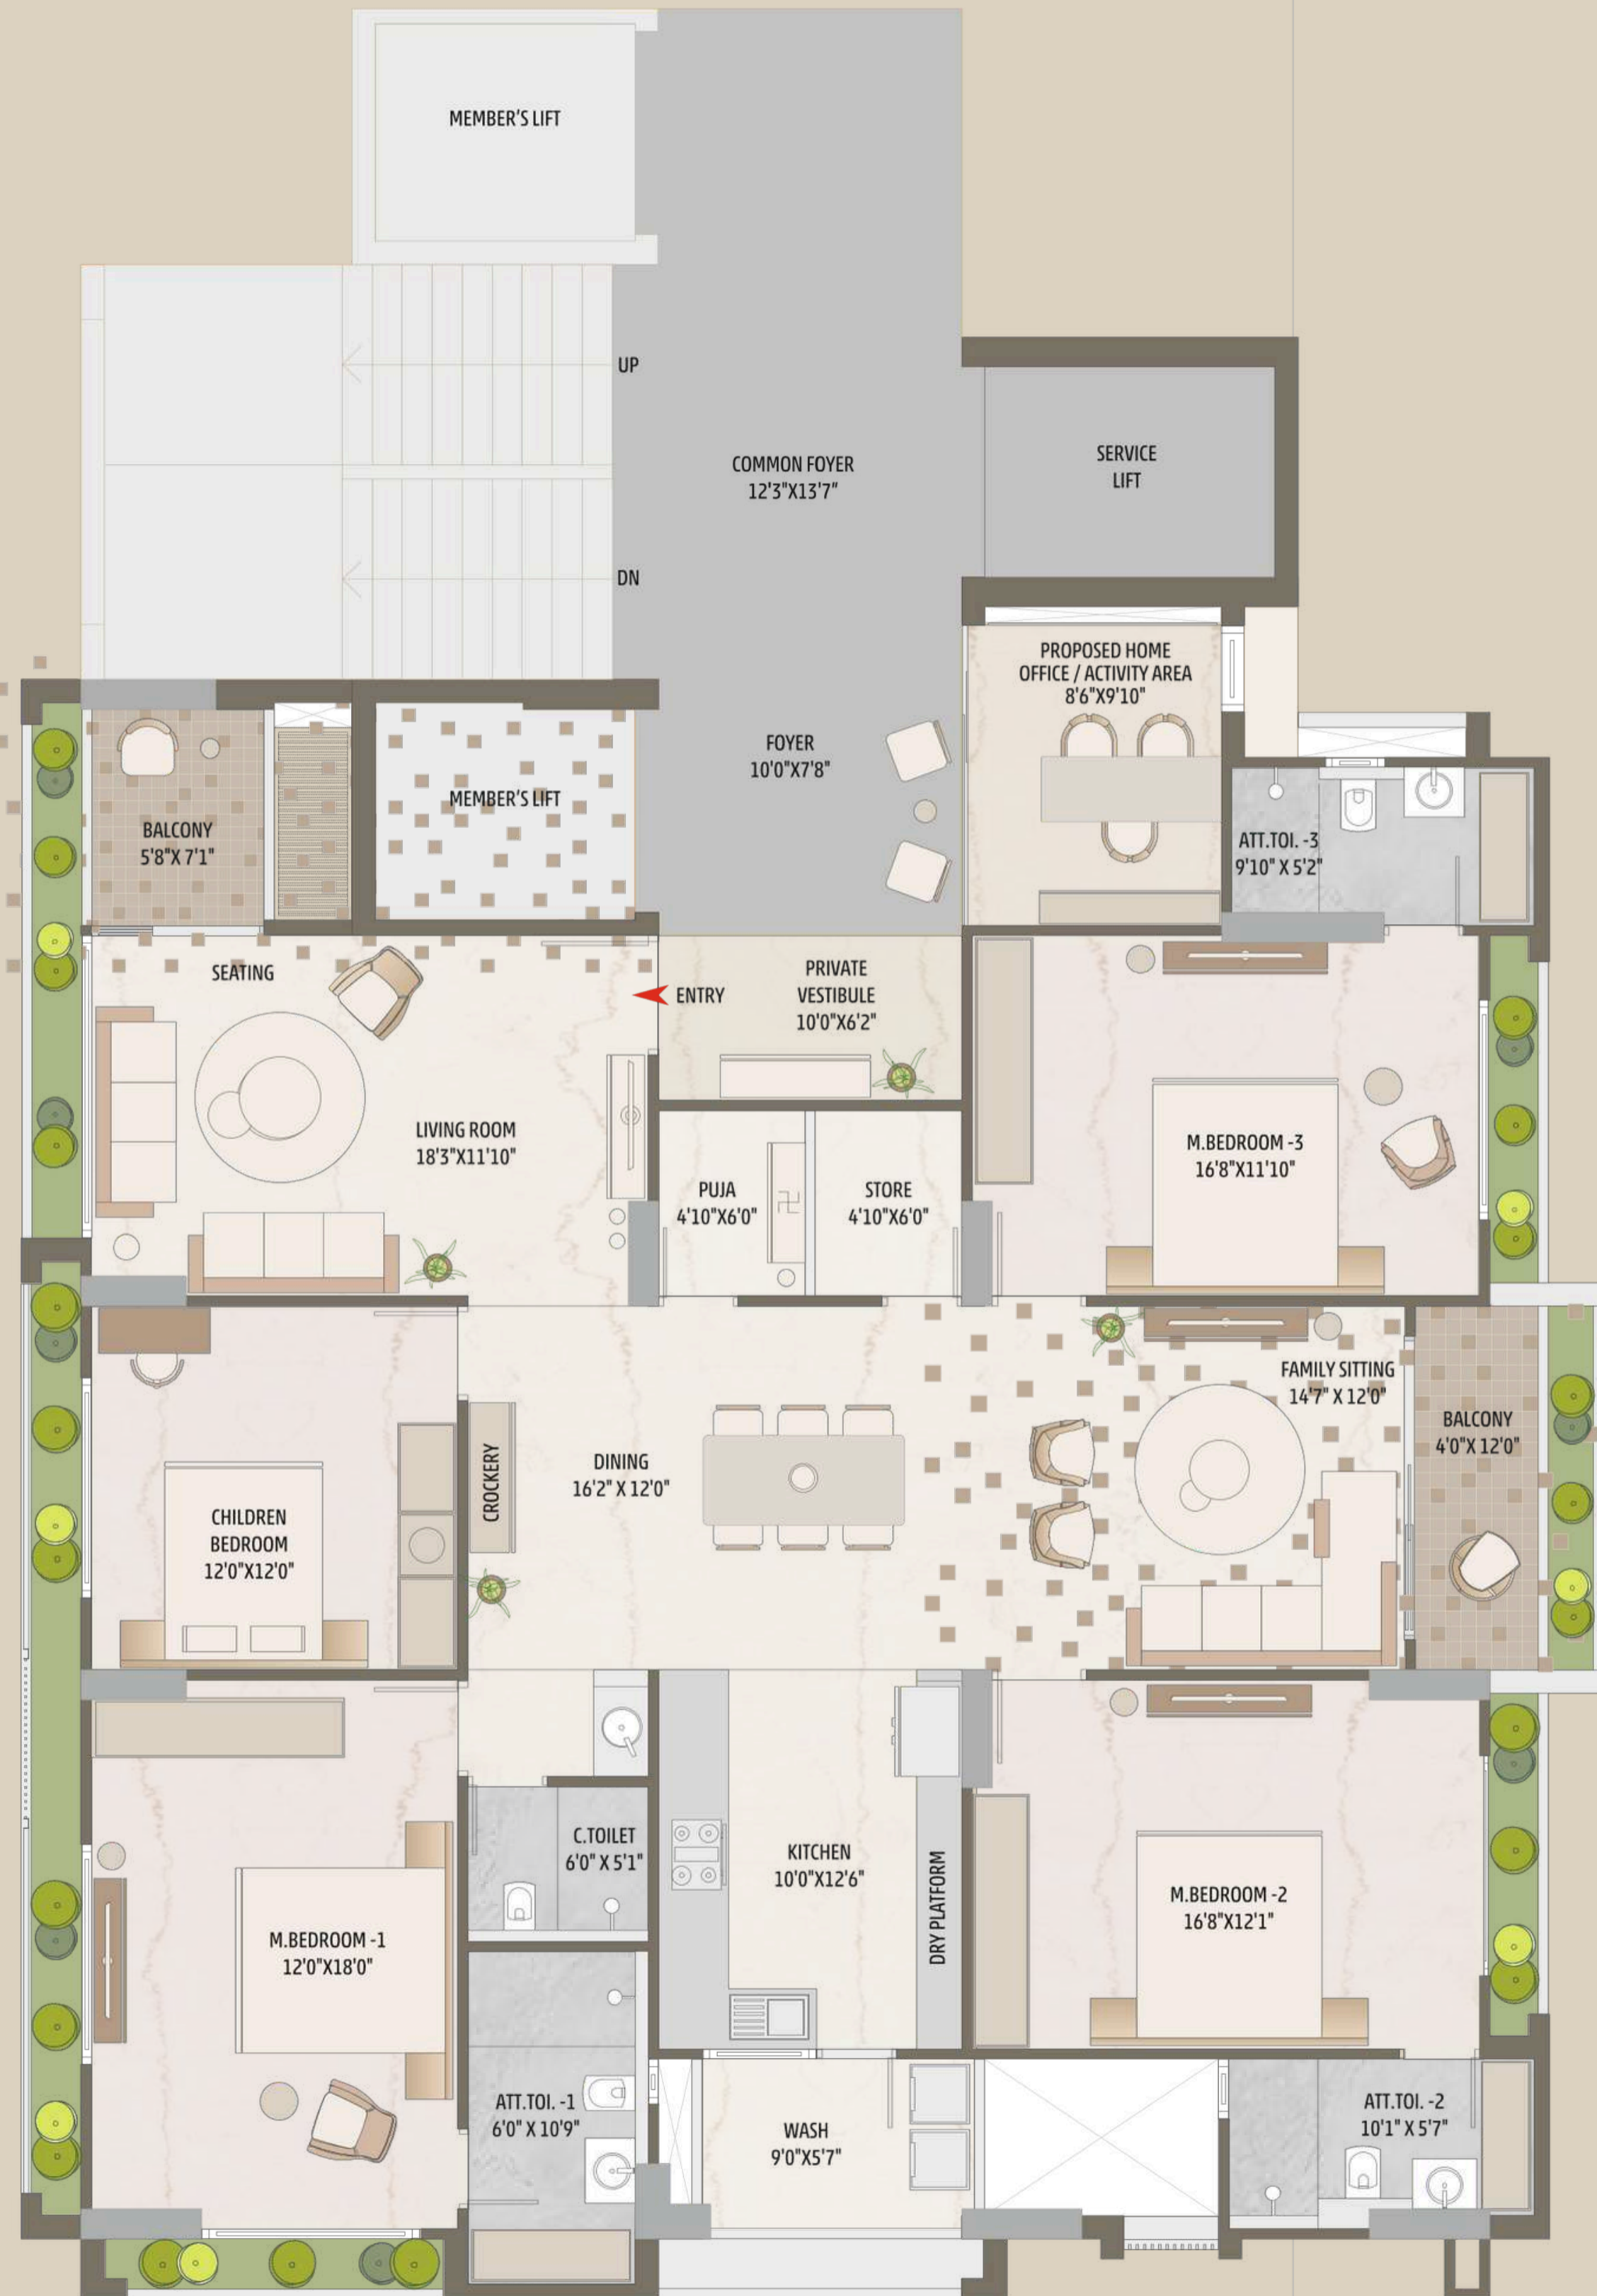 MEMBER'S LIFT
UP
COMMON FOYER
12'3"X13'7"
SERVICE
LIFT
DN
PROPOSED HOME
OFFICE / ACTIVITY AREA
8'6"X9'10"
FOYER
10'0"X7'8"
MEMBER'S LIFT
BALCONY
5'8"X 7'1"
ATT.TOI. -3
9'10" X 5'2"
SEATING
PRIVATE
VESTIBULE
10'0"X6'2"
ENTRY
LIVING ROOM
18'3"X11'10"
M.BEDROOM -3
16'8"X11'10"
PUJA
4'10"X6'0"
STORE
4'10"X6'0"
FAMILY SITTING
14'7" X 12'0"
BALCONY
4'0"X 12'0"
CROCKERY
DINING
16'2" X 12'0"
CHILDREN
BEDROOM
12'0"X12'0"
C.TOILET
6'0" X 5'1"
KITCHEN
10'0"X12'6"
DRY PLATFORM
M.BEDROOM -2
16'8"X12'1"
M.BEDROOM -1
12'0"X18'0"
ATT.TOI. -1
6'0" X 10'9"
WASH
9'0"X5'7"
ATT.TOI. -2
10'1" X 5'7"